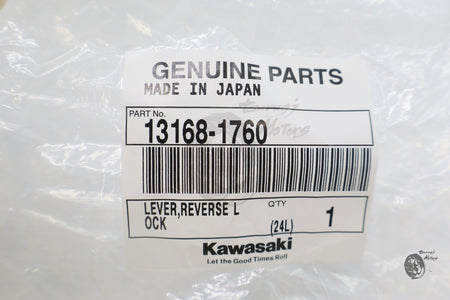 GENUINE PARTS
MADE IN JAPAN
PART No.
13168-1760
LEVER,REVERSE L
OCK
Q'TY
(24L)
1
Kawasaki
Let the Good Times Roll